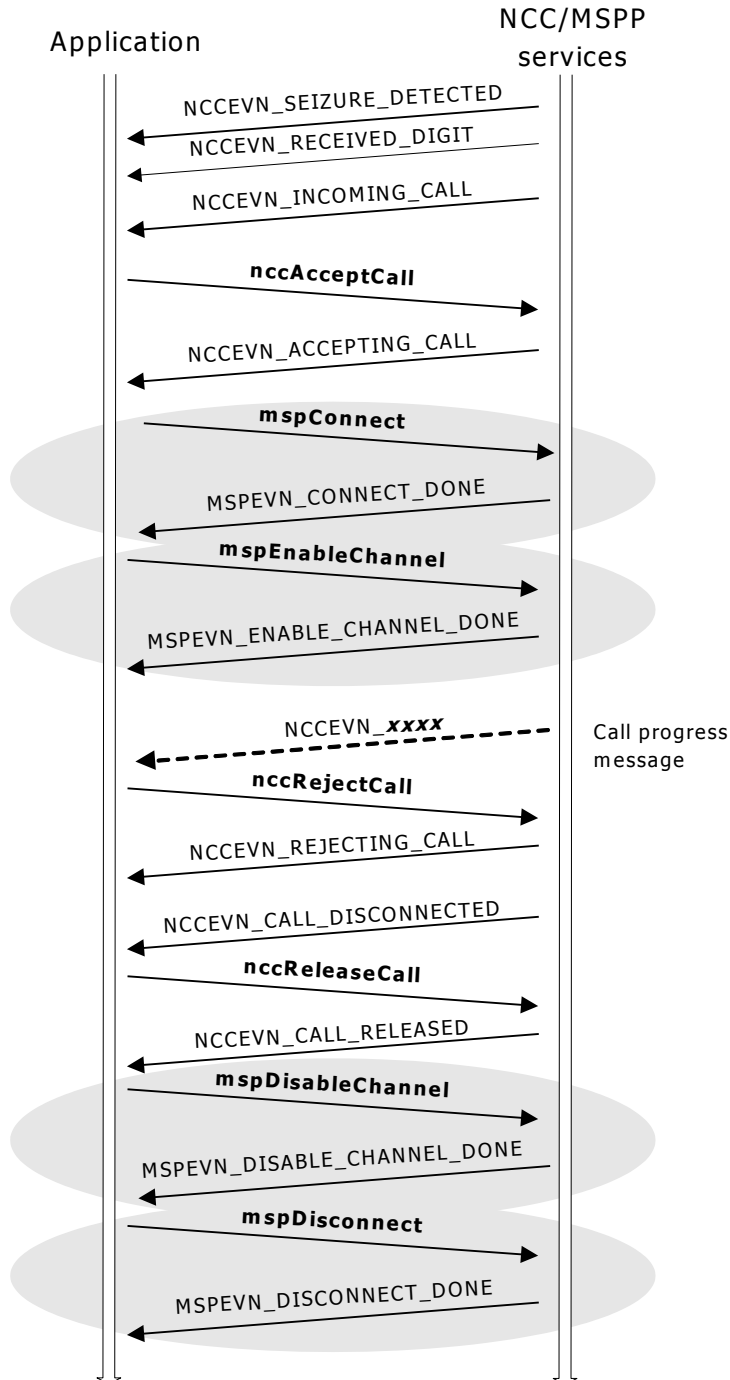 Application
NCC/MSPP
services
NCCEVN_SEIZURE_DETECTED
NCCEVN_RECEIVED_DIGIT
NCCEVN_INCOMING_CALL
nccAcceptCall
NCCEVN_ACCEPTING_CALL
mspConnect
MSPEVN_CONNECT_DONE
mspEnableChannel
MSPEVN_ENABLE_CHANNEL_DONE
NCCEVN_xxxx
Call progress
message
nccRejectCall
NCCEVN_REJECTING_CALL
NCCEVN_CALL_DISCONNECTED
nccReleaseCall
NCCEVN_CALL_RELEASED
mspDisableChannel
MSPEVN_DISABLE_CHANNEL_DONE
mspDisconnect
MSPEVN_DISCONNECT_DONE